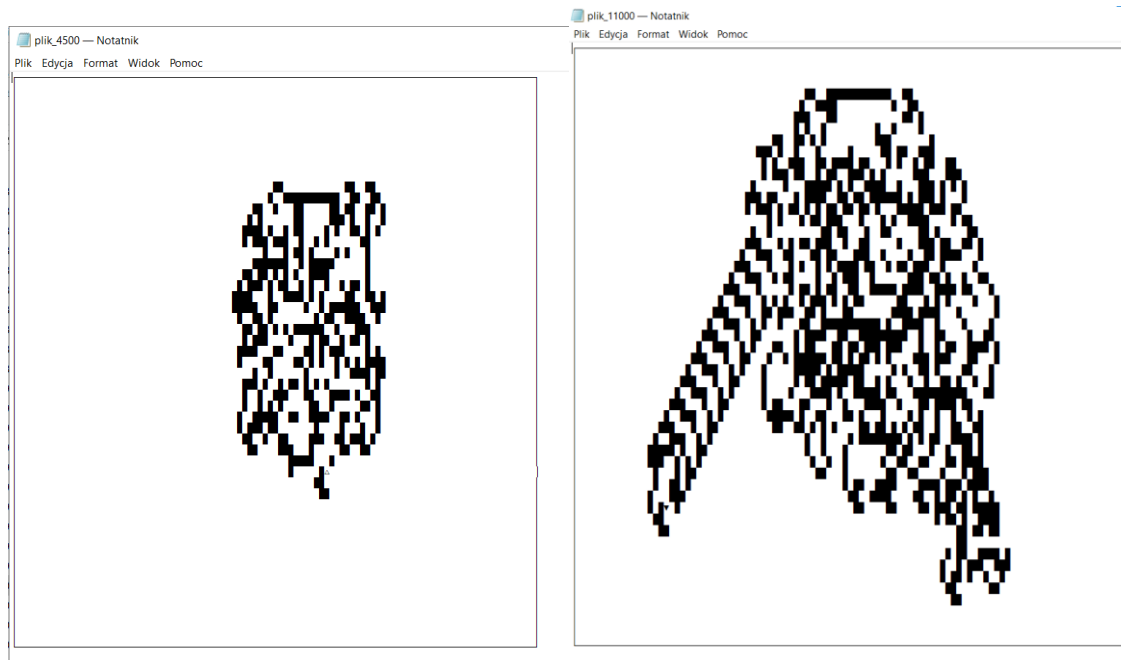 plik_4500 — Notatnik
Plik Edycja Format Widok Pomoc
plik_11000 — Notatnik
Plik Edycja Format Widok Pomoc